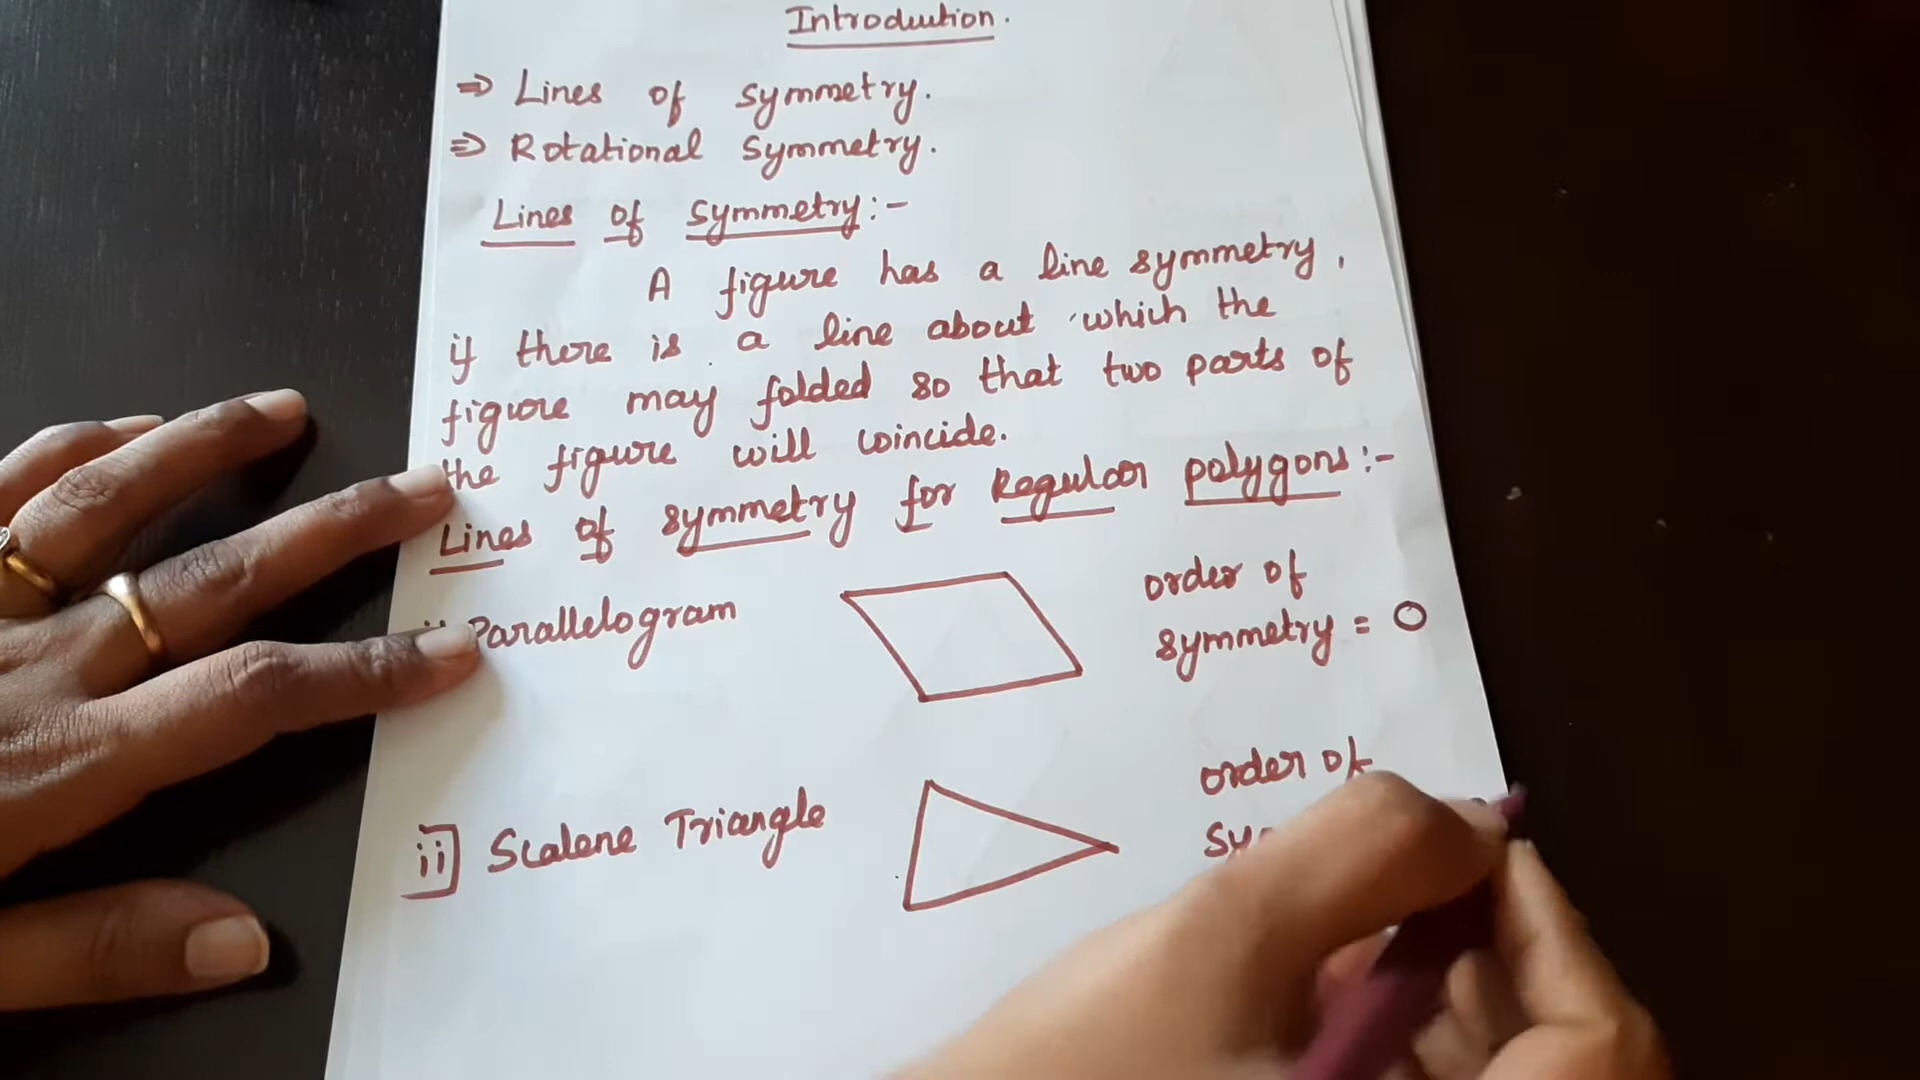 Introduction.
⇒ Lines of symmetry.
⇒ Rotational Symmetry.
Lines of symmetry:-
A figure has a line symmetry,
if there is a line about which the
figure may folded so that two parts of
the figure will coincide.
Lines of symmetry for Regular polygons:-
Parallelogram
order of
symmetry = 0
ii] Scalene Triangle
order of